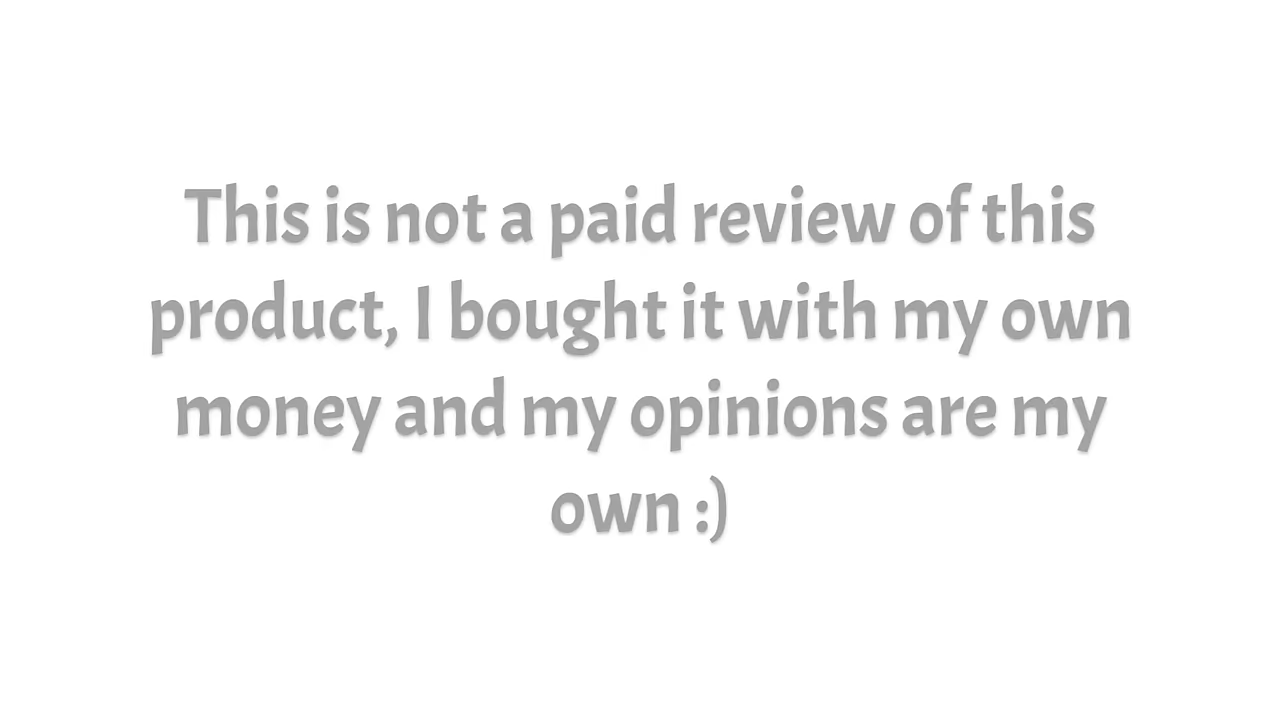 This is not a paid review of this
product, I bought it with my own
money and my opinions are my
own :)